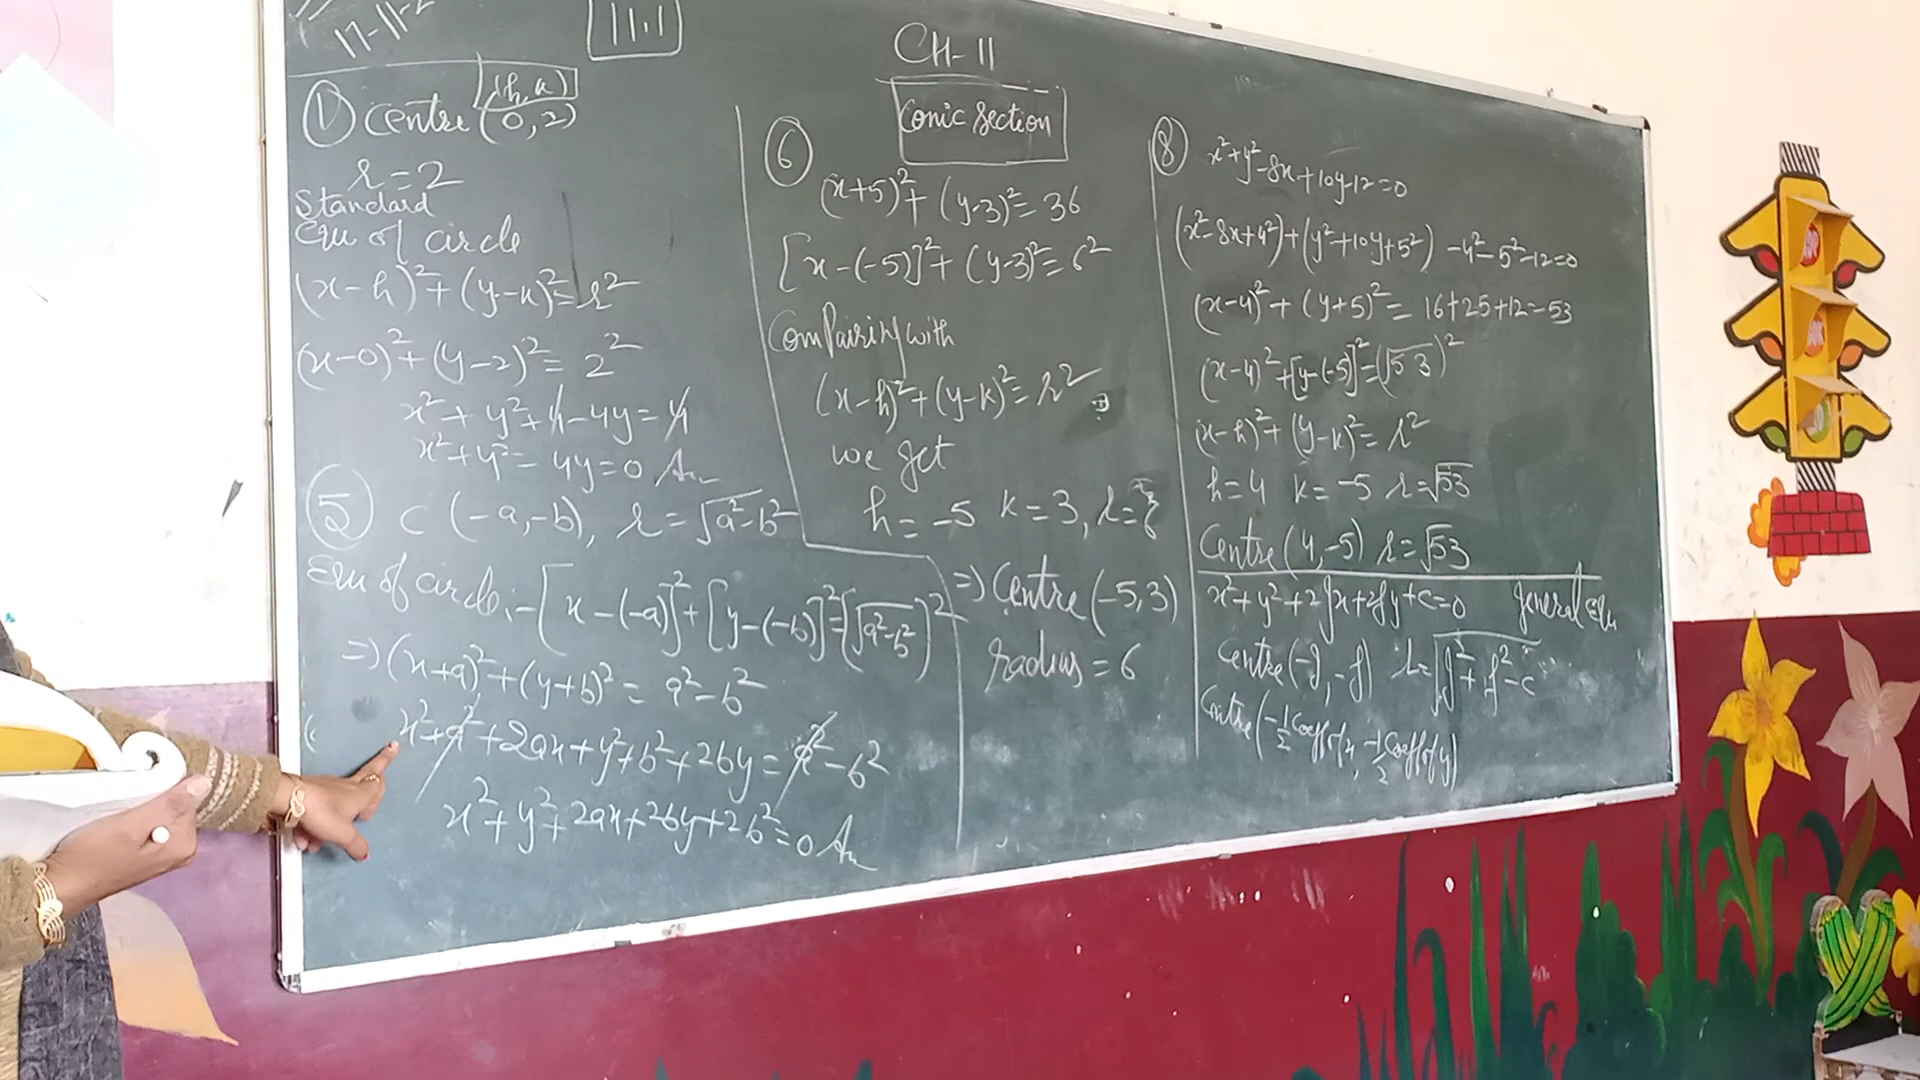 17-11-2
11.1
CH-11
Conic Section
① Centre (h, k)
(0, 2)
r = 2
Standard
Equ of circle
(x-h)²+(y-k)²=r²
(x-0)²+(y-2)²=2²
x²+y²+4-4y=4
x²+y²=4y=0 An
⑤ C(-a,-b), r=√a²-b²
Equ of circle:- [x-(-a)]²+[y-(-b)]²=(√a²-b²)²
⇒(x+a)²+(y+b)²=a²-b²
x²+a²+2ax+y²+b²+2by=a²-b²
x²+y²+2ax+2by+2b²=0 An
⑥
(x+5)²+(y-3)²=36
[x-(-5)]²+(y-3)²=6²
Compairing with
(x-h)²+(y-k)²=r²
we get
h=-5 k=3, r=
⇒ Centre(-5,3)
radius=6
⑧ x²+y²-8x+10y-12=0
(x²-8x+4²)+(y²+10y+5²)-4²-5²-12=0
(x-4)²+(y+5)²=16+25+12=53
(x-4)²+[y-(-5)]²=(√53)²
(x-h)²+(y-k)²=r²
h=4 k=-5 r=√53
Centre(4,-5) r=√53
x²+y²+2gx+2fy+c=0 general Equ
Centre(-g,-f) r=√g²+f²-c
Centre(-1/2 Coeff of x, -1/2 Coeff of y)